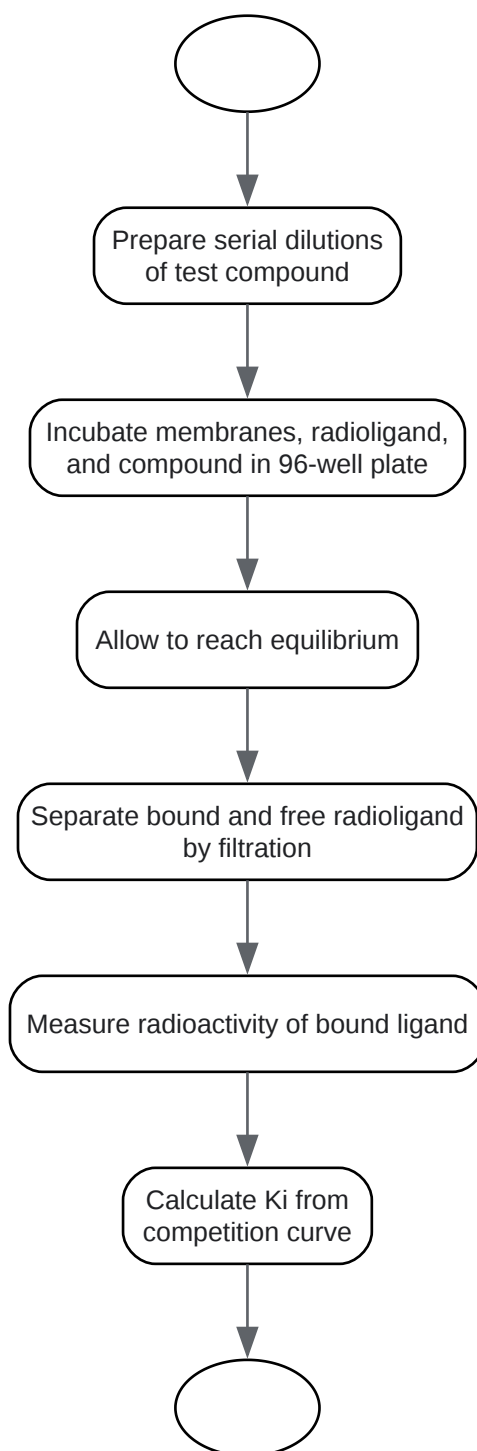 Prepare serial dilutions
of test compound
Incubate membranes, radioligand,
and compound in 96-well plate
Allow to reach equilibrium
Separate bound and free radioligand
by filtration
Measure radioactivity of bound ligand
Calculate Ki from
competition curve